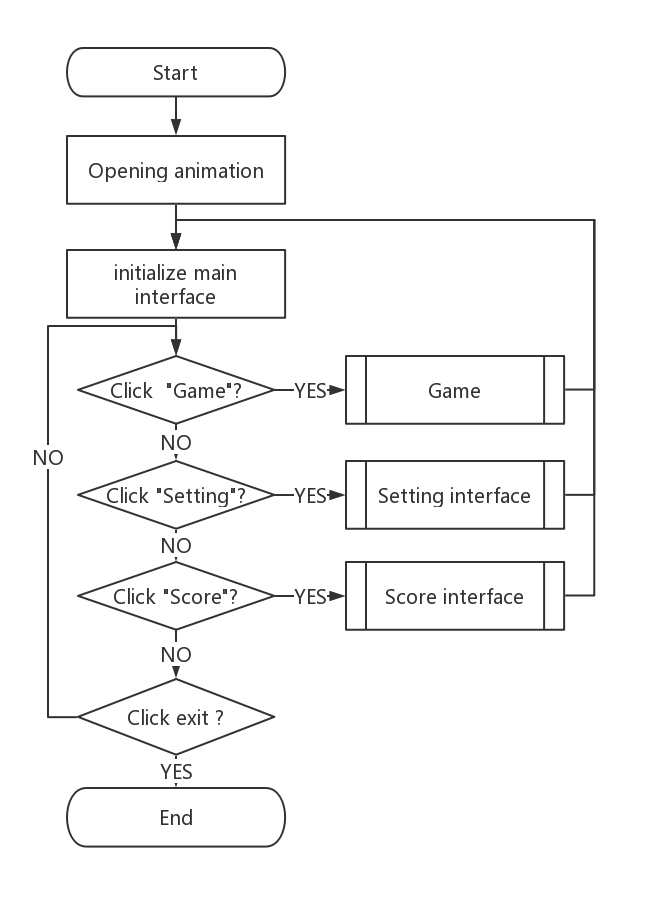 Start
Opening animation
initialize main
interface
Click "Game"?
YES
Game
NO
NO
Click "Setting"?
YES
Setting interface
NO
Click "Score"?
YES
Score interface
NO
Click exit ?
YES
End